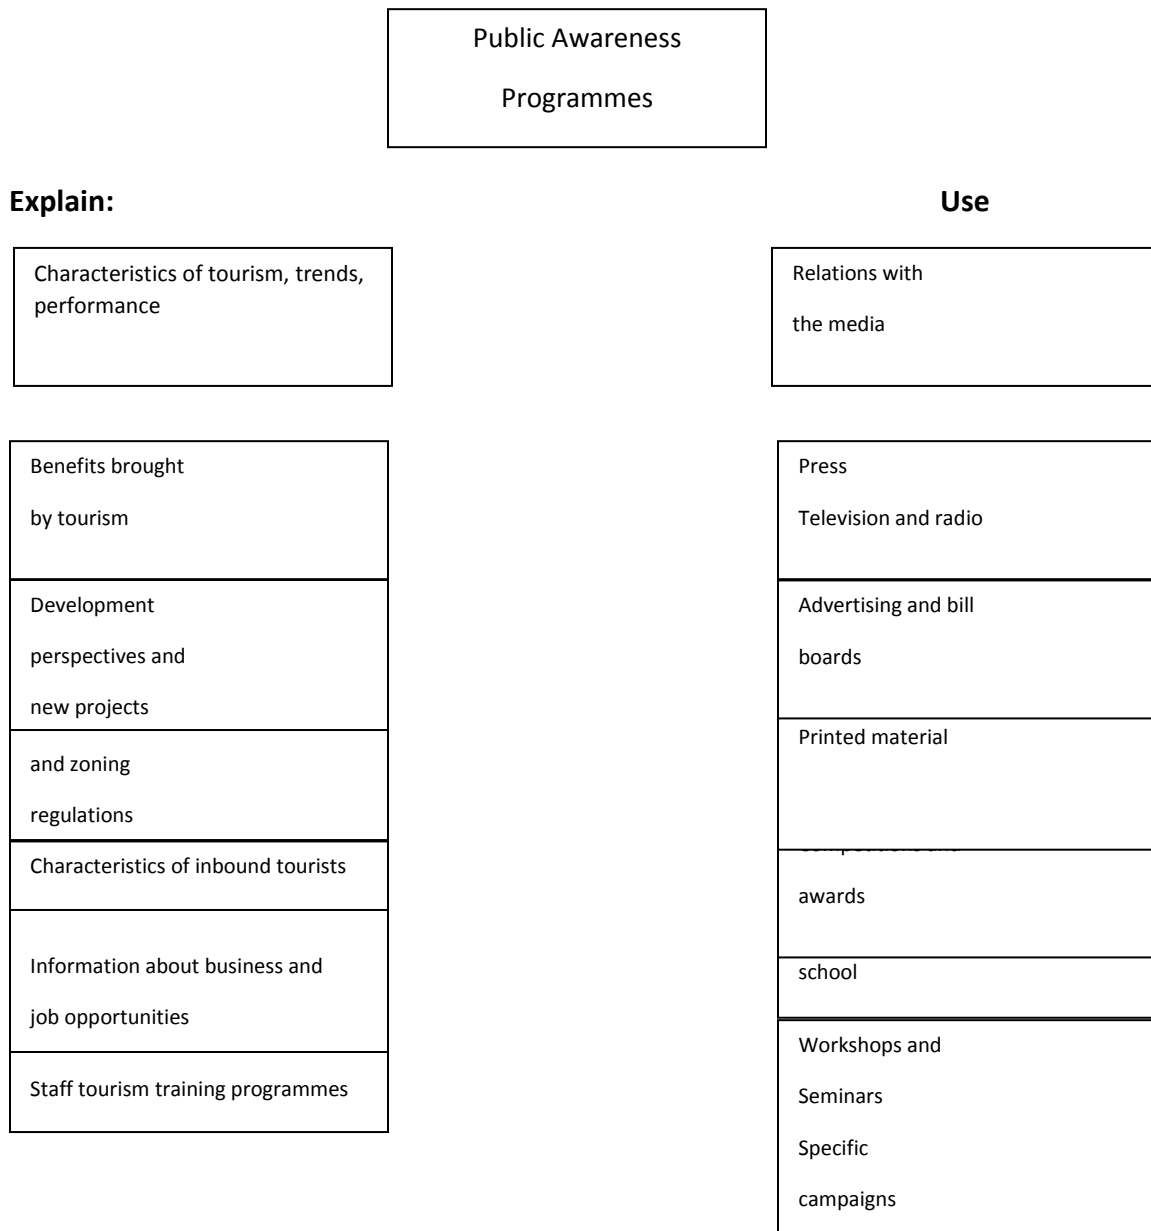 Public Awareness
Programmes
Explain:
Characteristics of tourism, trends,
performance
Benefits brought
by tourism
Development
perspectives and
new projects
and zoning
regulations
Characteristics of inbound tourists
Information about business and
job opportunities
Staff tourism training programmes
Use
Relations with
the media
Press
Television and radio
Advertising and bill
boards
Printed material
awards
school
Workshops and
Seminars
Specific
campaigns